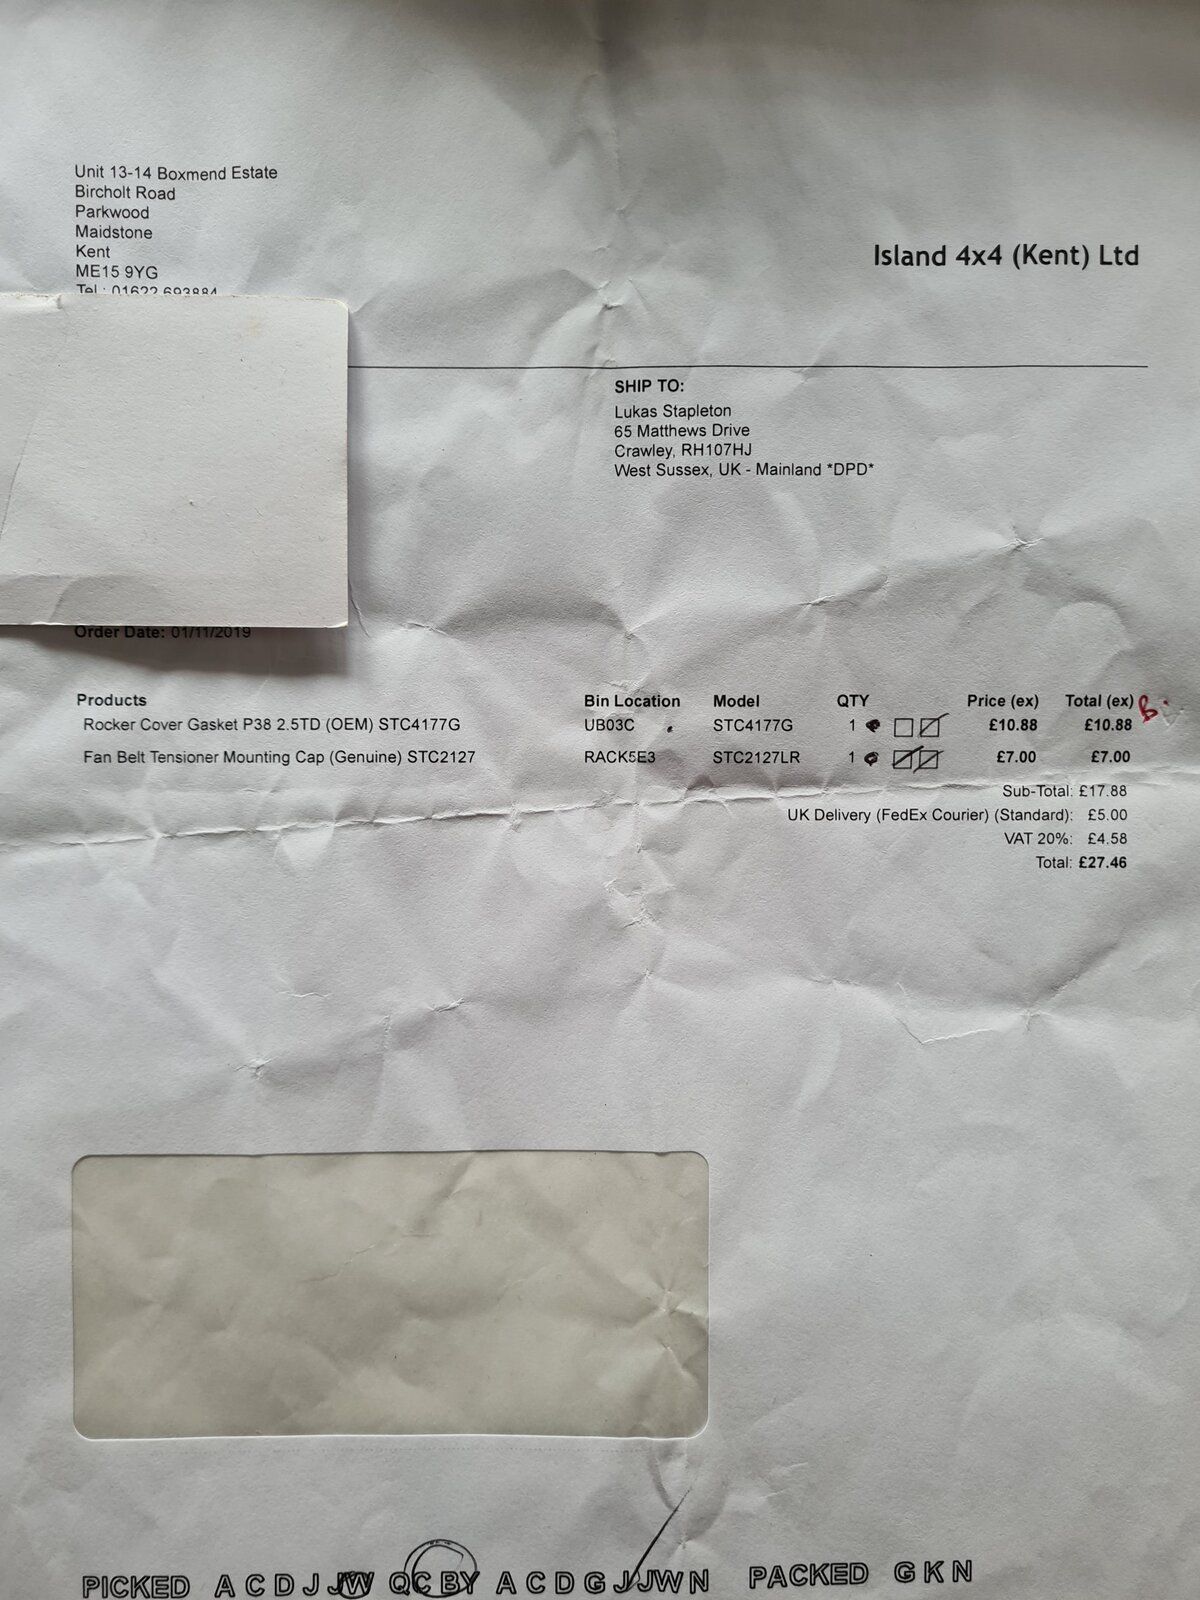 Unit 13-14 Boxmend Estate
Bircholt Road
Parkwood
Maidstone
Kent
ME15 9YG
Tel : 01622 693884
Island 4x4 (Kent) Ltd
SHIP TO:
Lukas Stapleton
65 Matthews Drive
Crawley, RH107HJ
West Sussex, UK - Mainland *DPD*
Order Date: 01/11/2019
Products Bin Location Model QTY Price (ex) Total (ex) B
Rocker Cover Gasket P38 2.5TD (OEM) STC4177G UB03C STC4177G 1 £10.88 £10.88
Fan Belt Tensioner Mounting Cap (Genuine) STC2127 RACK5E3 STC2127LR 1 £7.00 £7.00
Sub-Total: £17.88
UK Delivery (FedEx Courier) (Standard): £5.00
VAT 20%: £4.58
Total: £27.46
PICKED A C D J JW QC BY A C D G J JW N PACKED G K N